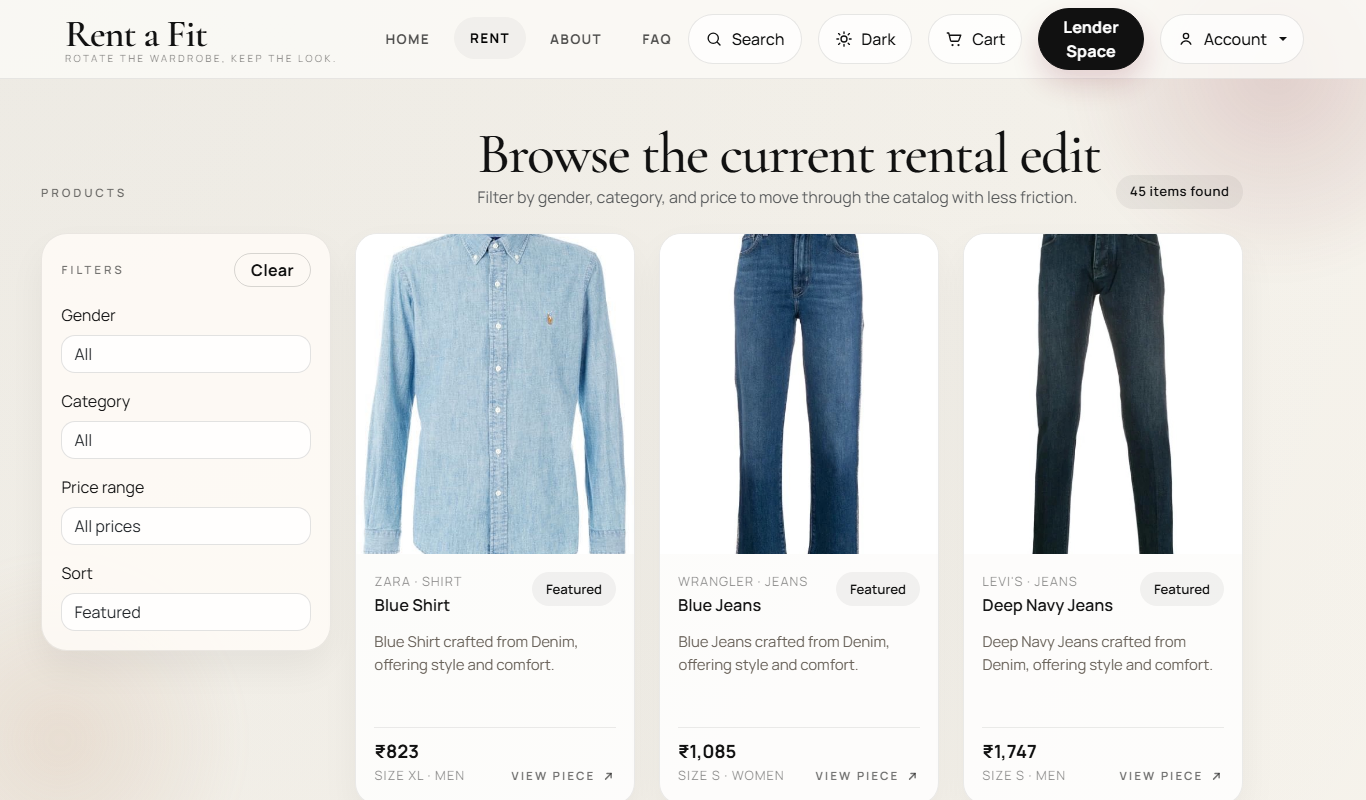 Rent a Fit
ROTATE THE WARDROBE, KEEP THE LOOK.
HOME
RENT
ABOUT
FAQ
Search
Dark
Cart
Lender
Space
Account
PRODUCTS
Browse the current rental edit
Filter by gender, category, and price to move through the catalog with less friction.
45 items found
FILTERS
Clear
Gender
All
Category
All
Price range
All prices
Sort
Featured
ZARA · SHIRT
Blue Shirt
Featured
Blue Shirt crafted from Denim,
offering style and comfort.
₹823
SIZE XL · MEN
VIEW PIECE
WRANGLER · JEANS
Blue Jeans
Featured
Blue Jeans crafted from Denim,
offering style and comfort.
₹1,085
SIZE S · WOMEN
VIEW PIECE
LEVI'S · JEANS
Deep Navy Jeans
Featured
Deep Navy Jeans crafted from
Denim, offering style and comfort.
₹1,747
SIZE S · MEN
VIEW PIECE